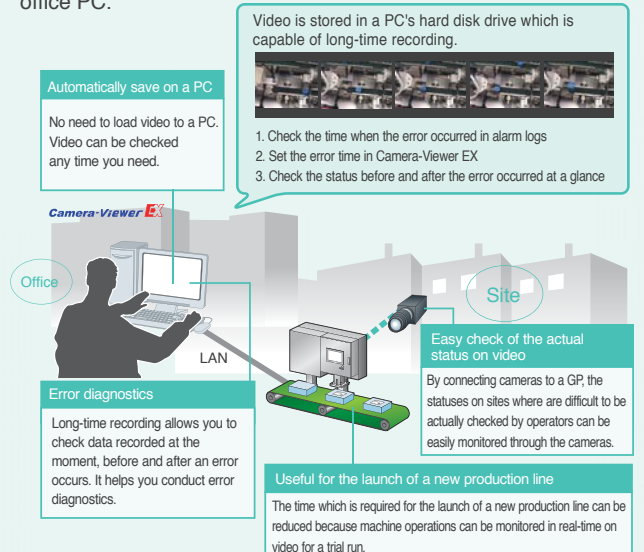 office PC.
Video is stored in a PC's hard disk drive which is
capable of long-time recording.
1. Check the time when the error occurred in alarm logs
2. Set the error time in Camera-Viewer EX
3. Check the status before and after the error occurred at a glance
Automatically save on a PC
No need to load video to a PC.
Video can be checked
any time you need.
Camera-Viewer EX
Office
Site
LAN
Easy check of the actual
status on video
By connecting cameras to a GP, the
statuses on sites where are difficult to be
actually checked by operators can be
easily monitored through the cameras.
Error diagnostics
Long-time recording allows you to
check data recorded at the
moment, before and after an error
occurs. It helps you conduct error
diagnostics.
Useful for the launch of a new production line
The time which is required for the launch of a new production line can be
reduced because machine operations can be monitored in real-time on
video for a trial run.